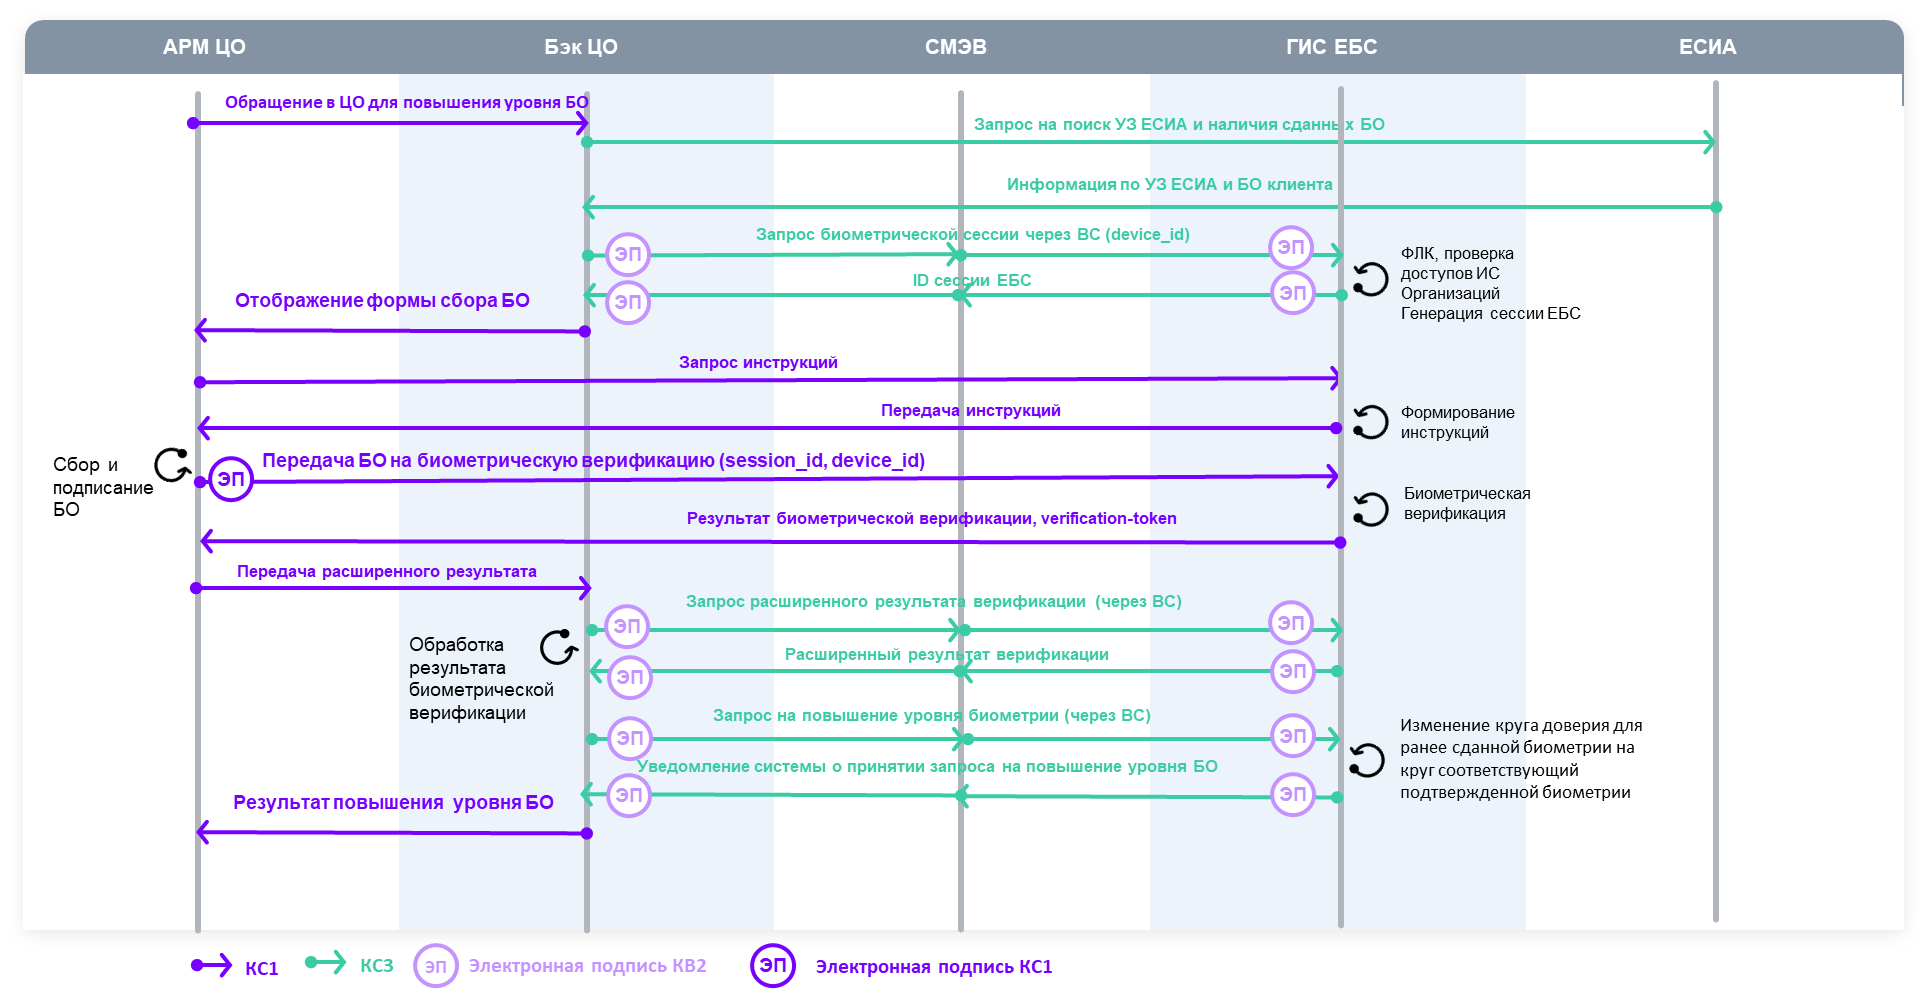 АРМ ЦО
Бэк ЦО
СМЭВ
ГИС ЕБС
ЕСИА
Обращение в ЦО для повышения уровня БО
Запрос на поиск УЗ ЕСИА и наличия сданных БО
Информация по УЗ ЕСИА и БО клиента
Запрос биометрической сессии через ВС (device_id)
ЭП
ЭП
ID сессии ЕБС
ЭП
ЭП
ФЛК, проверка
доступов ИС
Организаций
Генерация сессии ЕБС
Отображение формы сбора БО
Запрос инструкций
Передача инструкций
Формирование
инструкций
Сбор и
подписание
БО
ЭП
Передача БО на биометрическую верификацию (session_id, device_id)
Биометрическая
верификация
Результат биометрической верификации, verification-token
Передача расширенного результата
Запрос расширенного результата верификации (через ВС)
ЭП
ЭП
Обработка
результата
биометрической
верификации
Расширенный результат верификации
ЭП
ЭП
Запрос на повышение уровня биометрии (через ВС)
ЭП
ЭП
Изменение круга доверия для
ранее сданной биометрии на
круг соответствующий
подтвержденной биометрии
Уведомление системы о принятии запроса на повышение уровня БО
ЭП
ЭП
Результат повышения уровня БО
КС1
КС3
ЭП
Электронная подпись КВ2
ЭП
Электронная подпись КС1